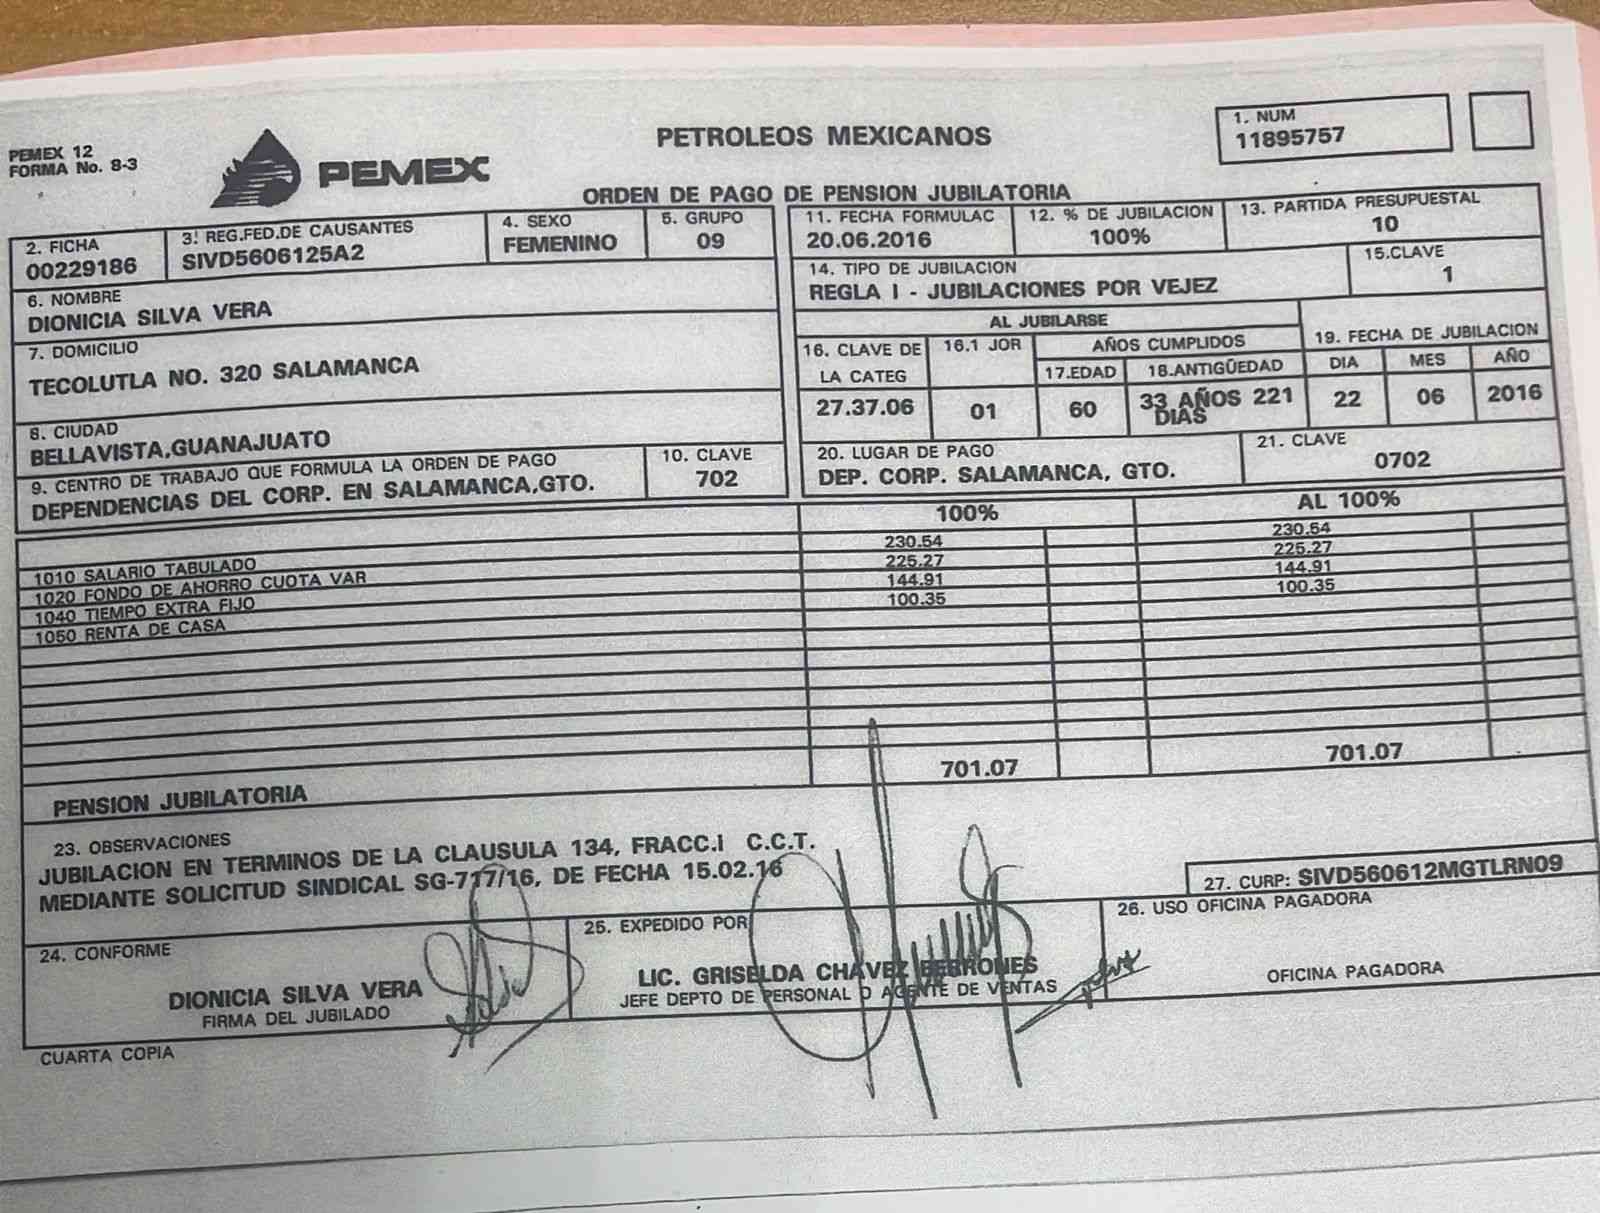 PEMEX 12
FORMA No. 8-3
PEMEX
PETROLEOS MEXICANOS
ORDEN DE PAGO DE PENSION JUBILATORIA
1. NUM
11895757
2. FICHA
00229186
3. REG.FED.DE CAUSANTES
SIVD5606125A2
4. SEXO
FEMENINO
5. GRUPO
09
6. NOMBRE
DIONICIA SILVA VERA
7. DOMICILIO
TECOLUTLA NO. 320 SALAMANCA
8. CIUDAD
BELLAVISTA,GUANAJUATO
9. CENTRO DE TRABAJO QUE FORMULA LA ORDEN DE PAGO
DEPENDENCIAS DEL CORP. EN SALAMANCA,GTO.
10. CLAVE
702
11. FECHA FORMULAC
20.06.2016
12. % DE JUBILACION
100%
13. PARTIDA PRESUPUESTAL
10
14. TIPO DE JUBILACION
REGLA I - JUBILACIONES POR VEJEZ
15.CLAVE
1
AL JUBILARSE
16. CLAVE DE
LA CATEG
27.37.06
16.1 JOR
01
AÑOS CUMPLIDOS
17.EDAD
60
18.ANTIGÜEDAD
33 AÑOS 221
DIAS
19. FECHA DE JUBILACION
DIA MES AÑO
22 06 2016
20. LUGAR DE PAGO
DEP. CORP. SALAMANCA, GTO.
21. CLAVE
0702
100% AL 100%
1010 SALARIO TABULADO 230.54 230.54
1020 FONDO DE AHORRO CUOTA VAR 225.27 225.27
1040 TIEMPO EXTRA FIJO 144.91 144.91
1050 RENTA DE CASA 100.35 100.35
PENSION JUBILATORIA 701.07 701.07
23. OBSERVACIONES
JUBILACION EN TERMINOS DE LA CLAUSULA 134, FRACC.I C.C.T.
MEDIANTE SOLICITUD SINDICAL SG-717/16, DE FECHA 15.02.16
27. CURP: SIVD560612MGTLRN09
24. CONFORME
DIONICIA SILVA VERA
FIRMA DEL JUBILADO
25. EXPEDIDO POR
LIC. GRISELDA CHAVEZ BERRONES
JEFE DEPTO DE PERSONAL O AGENTE DE VENTAS
26. USO OFICINA PAGADORA
OFICINA PAGADORA
CUARTA COPIA